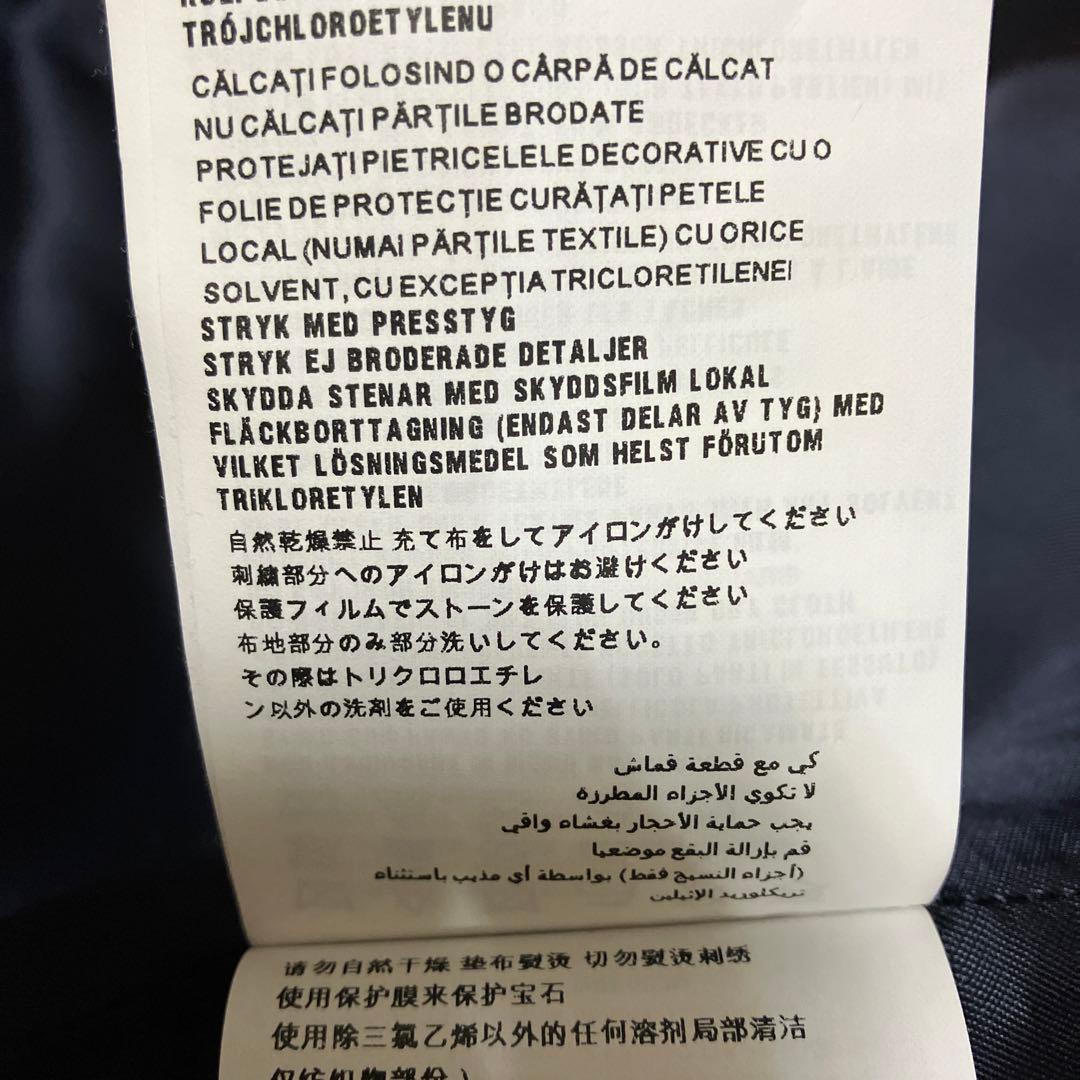 TRÓJCHLOROETYLENU
CĂLCAȚI FOLOSIND O CÂRPĂ DE CĂLCAT
NU CĂLCAȚI PĂRȚILE BRODATE
PROTEJAȚI PIETRICELELE DECORATIVE CU O
FOLIE DE PROTECȚIE CURĂȚAȚI PETELE
LOCAL (NUMAI PĂRȚILE TEXTILE) CU ORICE
SOLVENT, CU EXCEPȚIA TRICLORETILENEI
STRYK MED PRESSTYG
STRYK EJ BRODERADE DETALJER
SKYDDA STENAR MED SKYDDSFILM LOKAL
FLÄCKBORTTAGNING (ENDAST DELAR AV TYG) MED
VILKET LÖSNINGSMEDEL SOM HELST FÖRUTOM
TRIKLORETYLEN
自然乾燥禁止 充て布をしてアイロンがけしてください
刺繍部分へのアイロンがけはお避けください
保護フィルムでストーンを保護してください
布地部分のみ部分洗いしてください。
その際はトリクロロエチレ
ン以外の洗剤をご使用ください
كي مع قطعة قماش
لا تكوي الأجزاء المطرزة
يجب حماية الأحجار بغشاء واقي
قم بإزالة البقع موضعيا
(أجزاء النسيج فقط) بواسطة أي مذيب باستثناء
تريكلوريد الإثيلين
请勿自然干燥 垫布熨烫 切勿熨烫刺绣
使用保护膜来保护宝石
使用除三氯乙烯以外的任何溶剂局部清洁